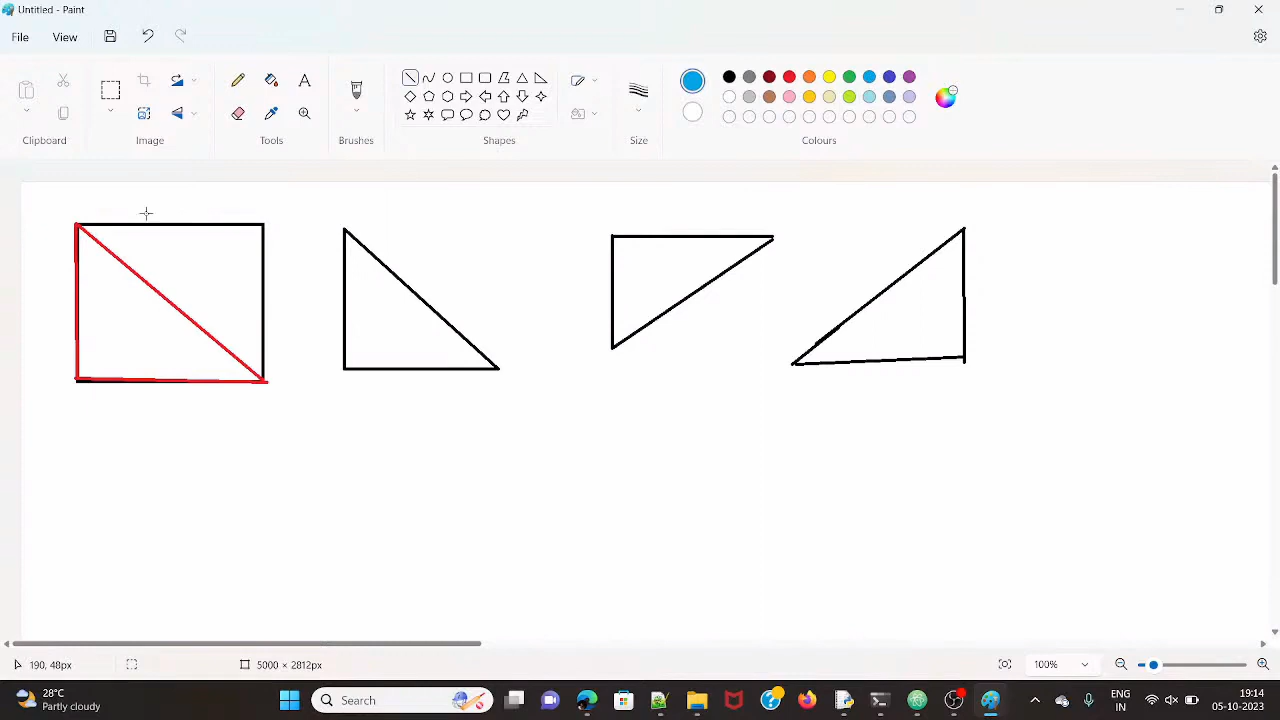 Untitled - Paint
File
View
Clipboard
Image
Tools
Brushes
Shapes
Size
Colours
190, 48px
5000 × 2812px
100%
28°C
Partly cloudy
Search
ENG
IN
19:14
05-10-2023